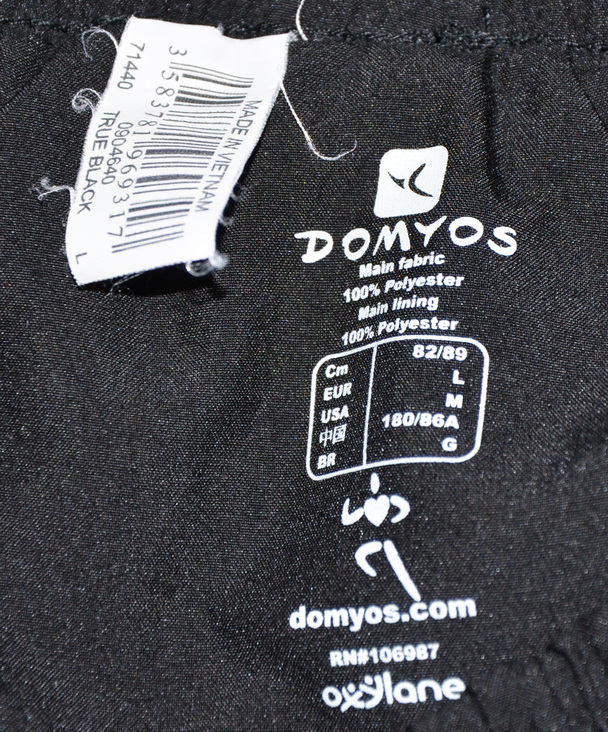 71440
3 583781 969317
MADE IN VIETNAM
0904640
TRUE BLACK
L
DOMYOS
Main fabric
100% Polyester
Main lining
100% Polyester
Cm 82/89
EUR L
USA M
中国 180/86A
BR G
domyos.com
RN#106987
oxylane